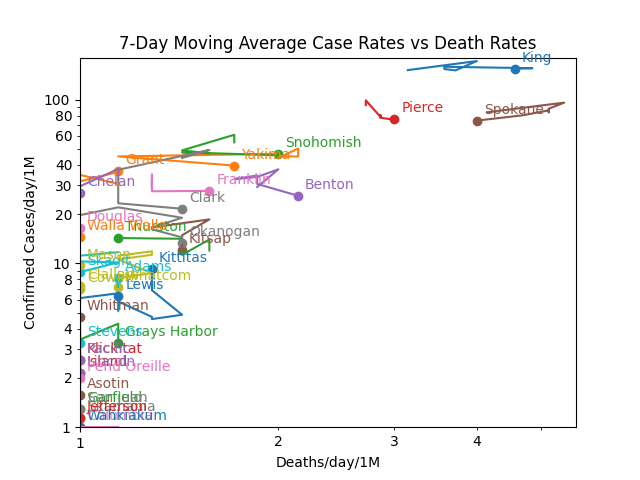 7-Day Moving Average Case Rates vs Death Rates
King
Pierce
Spokane
Snohomish
Yakima
Grant
Franklin
Benton
Chelan
Clark
Douglas
Walla Walla
Thurston
Okanogan
Kitsap
Mason
Kittitas
Skagit
Adams
Clallam
Whatcom
Cowlitz
Lewis
Whitman
Stevens
Grays Harbor
Klickitat
Island
Pend Oreille
Asotin
Garfield
Jefferson
Skamania
Wahkiakum
100
80
60
40
30
20
10
8
6
4
3
2
1
1
2
3
4
Confirmed Cases/day/1M
Deaths/day/1M